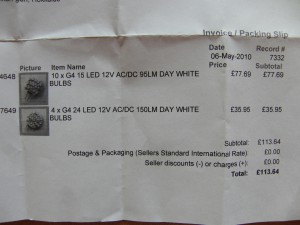 Invoice / Packing Slip
Date Record #
06-May-2010 7332
Picture Item Name Price Subtotal
4648 10 x G4 15 LED 12V AC/DC 95LM DAY WHITE £77.69 £77.69
BULBS
7649 4 x G4 24 LED 12V AC/DC 150LM DAY WHITE £35.95 £35.95
BULBS
Subtotal: £113.64
Postage & Packaging (Sellers Standard International Rate): £0.00
Seller discounts (-) or charges (+): £0.00
Total: £113.64